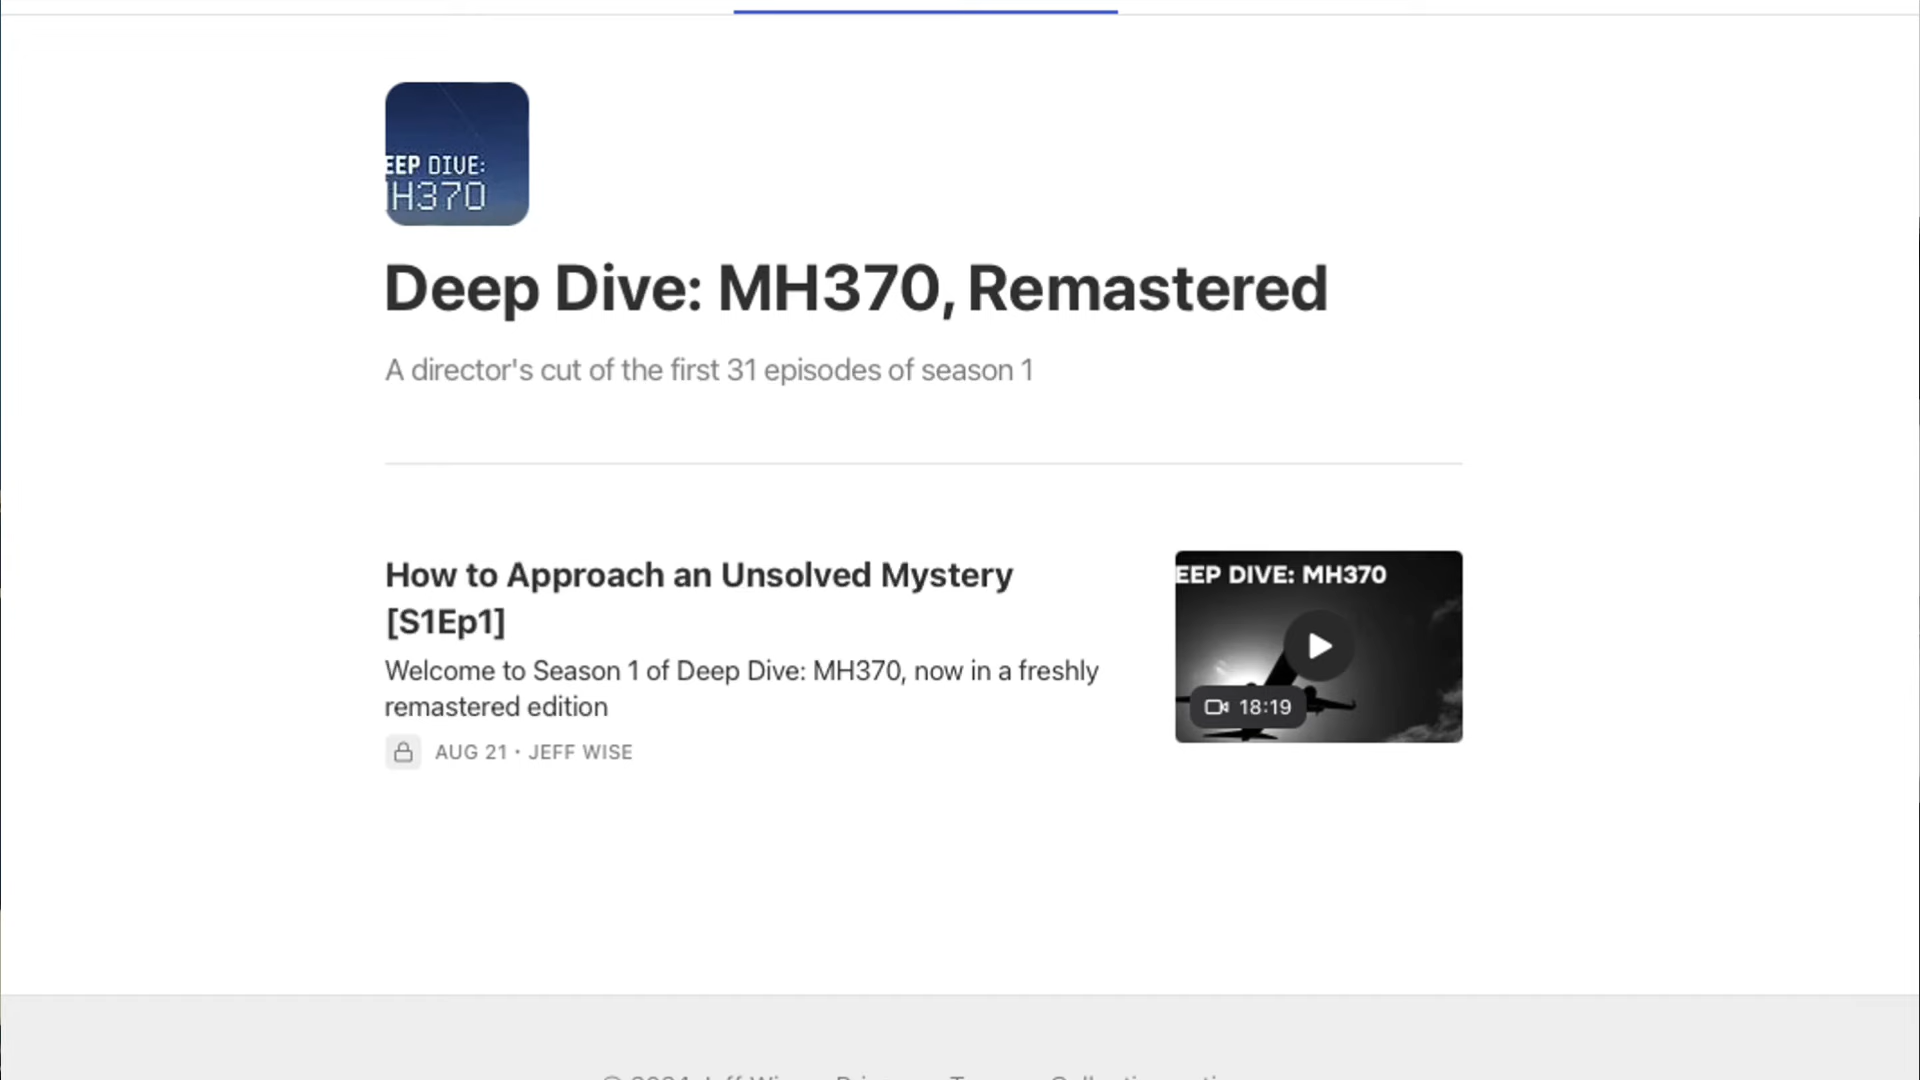 EEP DIVE:
H370
Deep Dive: MH370, Remastered
A director's cut of the first 31 episodes of season 1
How to Approach an Unsolved Mystery
[S1Ep1]
Welcome to Season 1 of Deep Dive: MH370, now in a freshly
remastered edition
AUG 21 • JEFF WISE
EEP DIVE: MH370
18:19